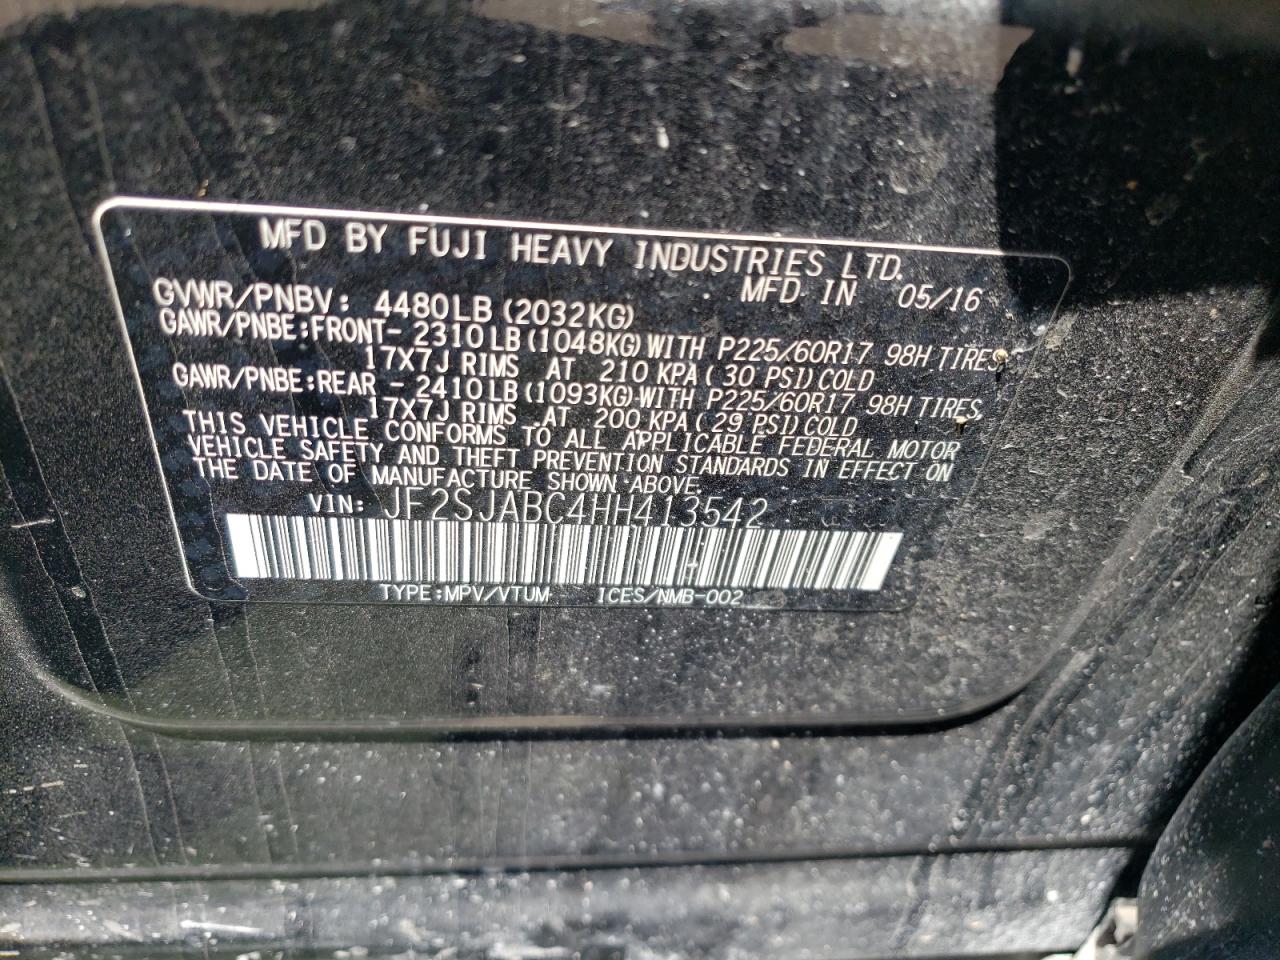 MFD BY FUJI HEAVY INDUSTRIES LTD.
MFD IN 05/16
GVWR/PNBV: 4480LB (2032KG)
GAWR/PNBE:FRONT- 2310LB(1048KG)WITH P225/60R17 98H TIRES,
17X7J RIMS AT 210 KPA(30 PSI)COLD
GAWR/PNBE:REAR - 2410LB(1093KG)WITH P225/60R17 98H TIRES,
17X7J RIMS AT 200 KPA(29 PSI)COLD
THIS VEHICLE CONFORMS TO ALL APPLICABLE FEDERAL MOTOR
VEHICLE SAFETY AND THEFT PREVENTION STANDARDS IN EFFECT ON
THE DATE OF MANUFACTURE SHOWN ABOVE.
VIN: JF2SJABC4HH413542
TYPE:MPV/VTUM ICES/NMB-002